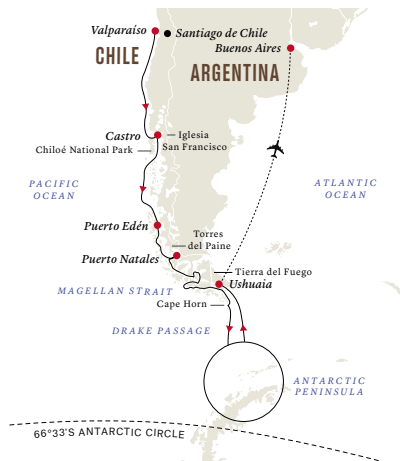 Valparaíso
Santiago de Chile
Buenos Aires
CHILE
ARGENTINA
Castro
Iglesia
San Francisco
Chiloé National Park
PACIFIC
OCEAN
ATLANTIC
OCEAN
Puerto Edén
Torres
del Paine
Puerto Natales
Tierra del Fuego
Ushuaia
MAGELLAN STRAIT
Cape Horn
DRAKE PASSAGE
ANTARCTIC
PENINSULA
66°33'S ANTARCTIC CIRCLE